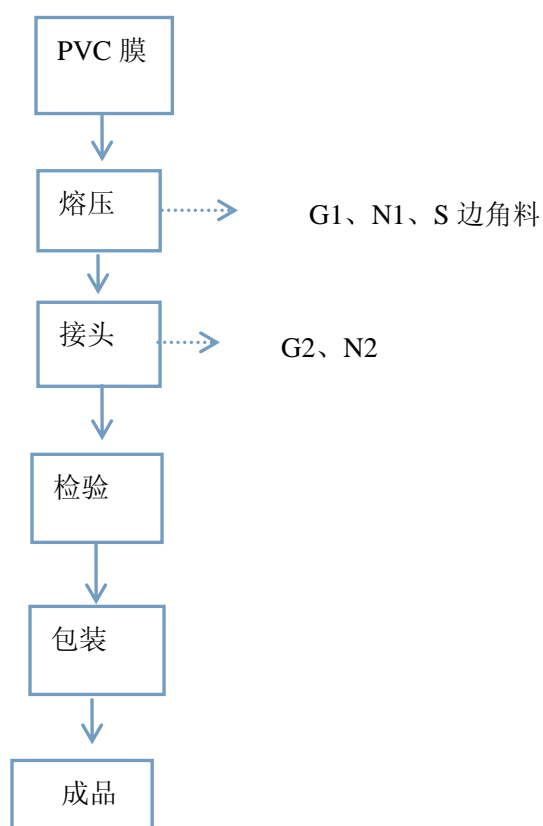 PVC 膜
熔压
G1、N1、S 边角料
接头
G2、N2
检验
包装
成品